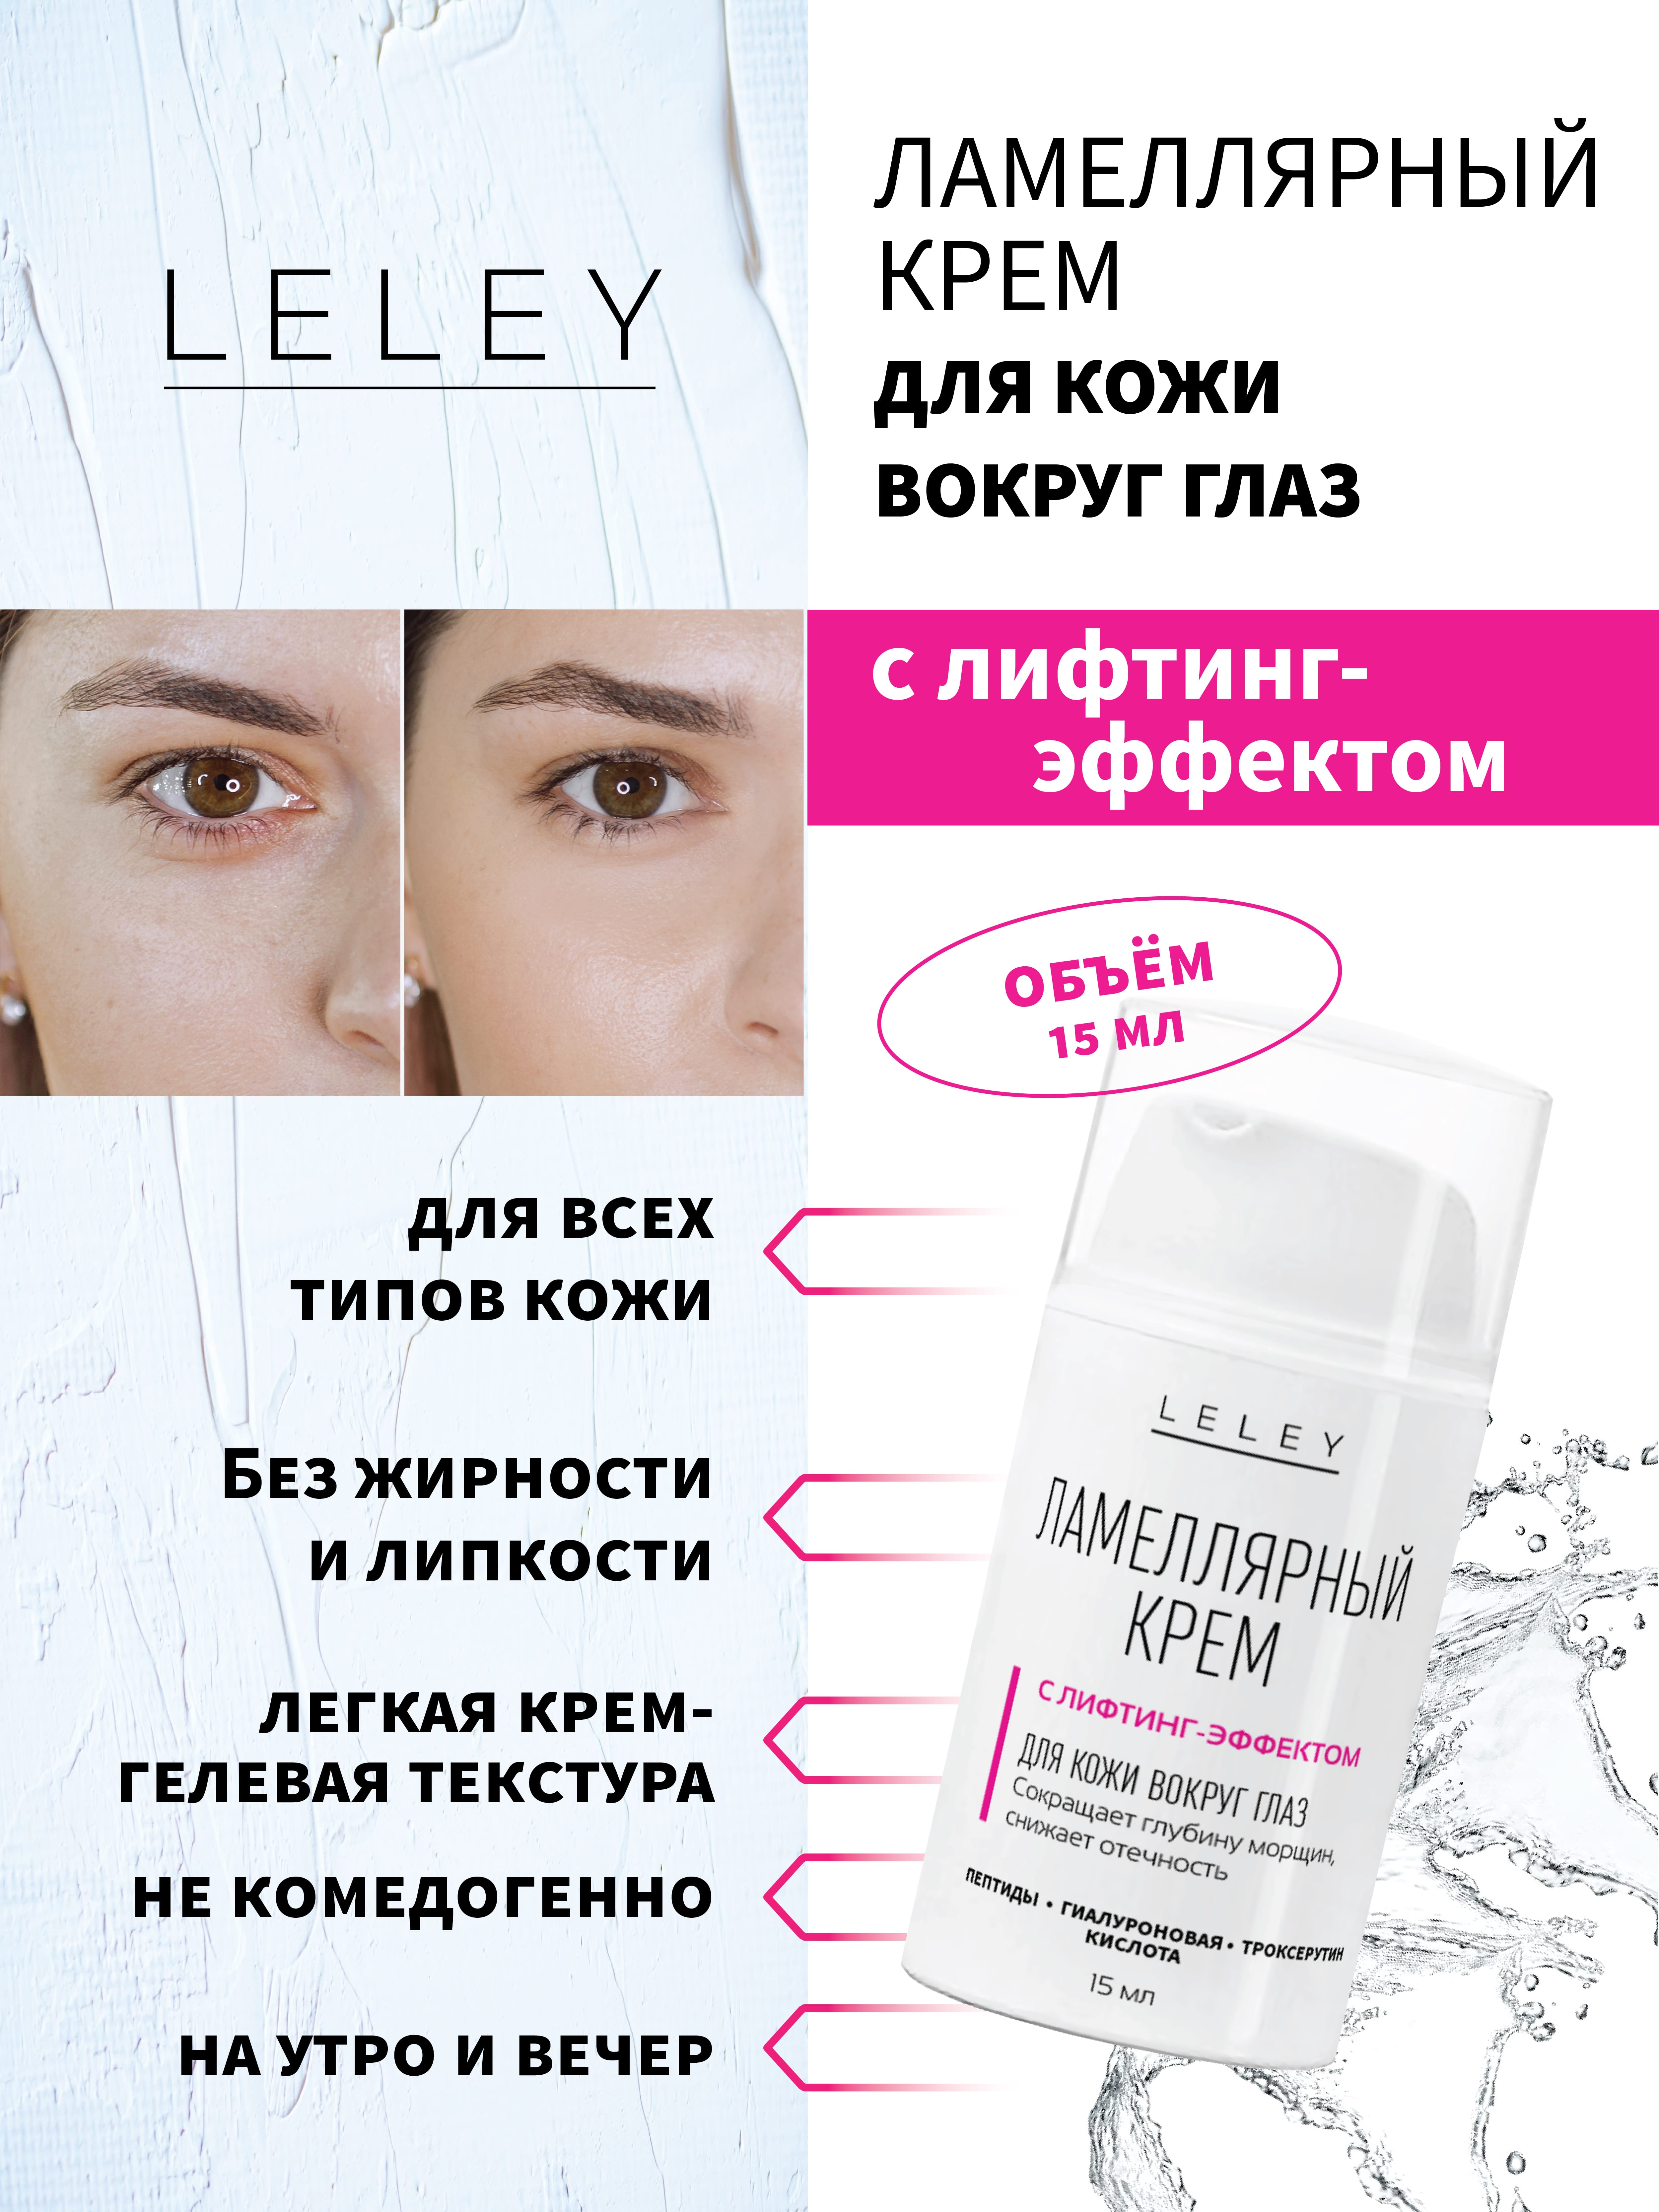 LELEY
ЛАМЕЛЛЯРНЫЙ
КРЕМ
ДЛЯ КОЖИ
ВОКРУГ ГЛАЗ
с лифтинг-
эффектом
ОБЪЁМ
15 МЛ
ДЛЯ ВСЕХ
ТИПОВ КОЖИ
БЕЗ ЖИРНОСТИ
И ЛИПКОСТИ
ЛЕГКАЯ КРЕМ-
ГЕЛЕВАЯ ТЕКСТУРА
НЕ КОМЕДОГЕННО
НА УТРО И ВЕЧЕР
LELEY
ЛАМЕЛЛЯРНЫЙ
КРЕМ
С ЛИФТИНГ-ЭФФЕКТОМ
ДЛЯ КОЖИ ВОКРУГ ГЛАЗ
Сокращает глубину морщин,
снижает отечность
ПЕПТИДЫ • ГИАЛУРОНОВАЯ • ТРОКСЕРУТИН
КИСЛОТА
15 мл